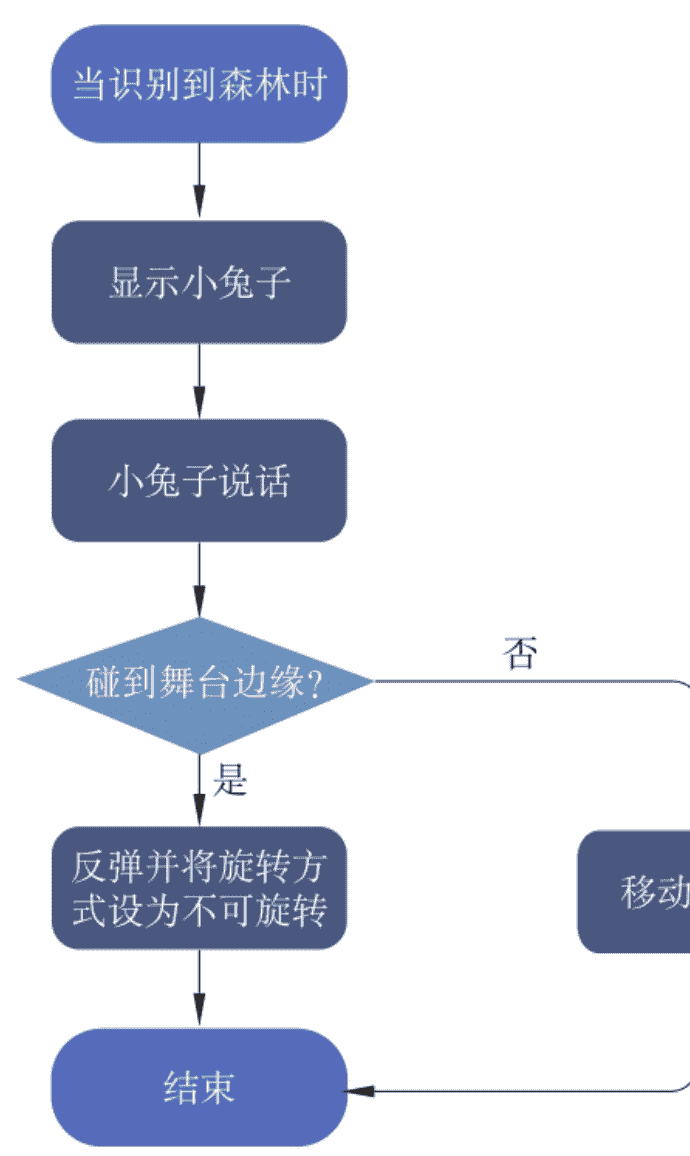 当识别到森林时
显示小兔子
小兔子说话
碰到舞台边缘?
否
是
反弹并将旋转方
式设为不可旋转
移动
结束